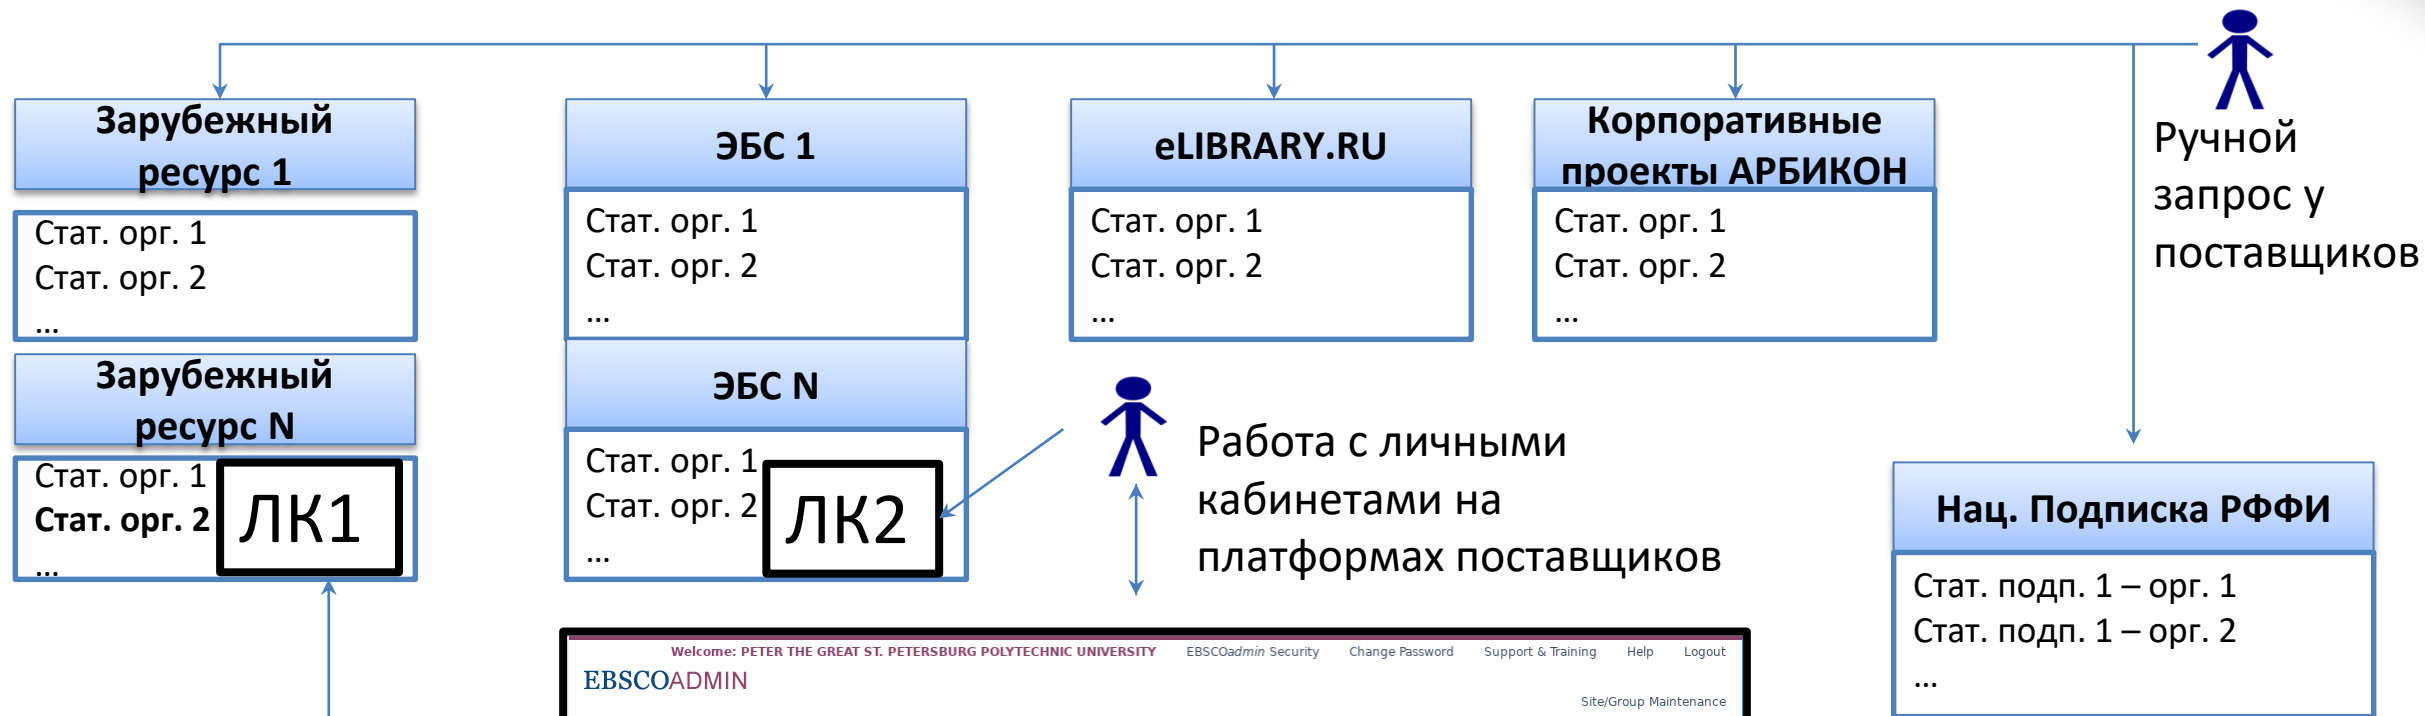 Зарубежный
ресурс 1
Стат. орг. 1
Стат. орг. 2
...
Зарубежный
ресурс N
Стат. орг. 1
Стат. орг. 2
...
ЛК1
ЭБС 1
Стат. орг. 1
Стат. орг. 2
...
ЭБС N
Стат. орг. 1
Стат. орг. 2
...
ЛК2
eLIBRARY.RU
Стат. орг. 1
Стат. орг. 2
...
Корпоративные
проекты АРБИКОН
Стат. орг. 1
Стат. орг. 2
...
Ручной
запрос у
поставщиков
Работа с личными
кабинетами на
платформах поставщиков
Нац. Подписка РФФИ
Стат. подп. 1 – орг. 1
Стат. подп. 1 – орг. 2
...
Welcome: PETER THE GREAT ST. PETERSBURG POLYTECHNIC UNIVERSITY EBSCOadmin Security Change Password Support & Training Help Logout
EBSCOADMIN
Site/Group Maintenance